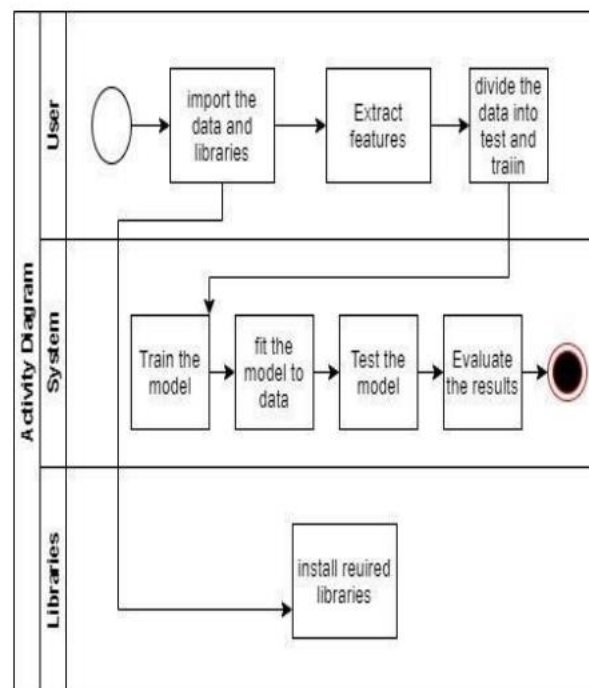 Activity Diagram
User
import the
data and
libraries
Extract
features
divide the
data into
test and
traiin
System
Train the
model
fit the
model to
data
Test the
model
Evaluate
the results
Libraries
install reuired
libraries